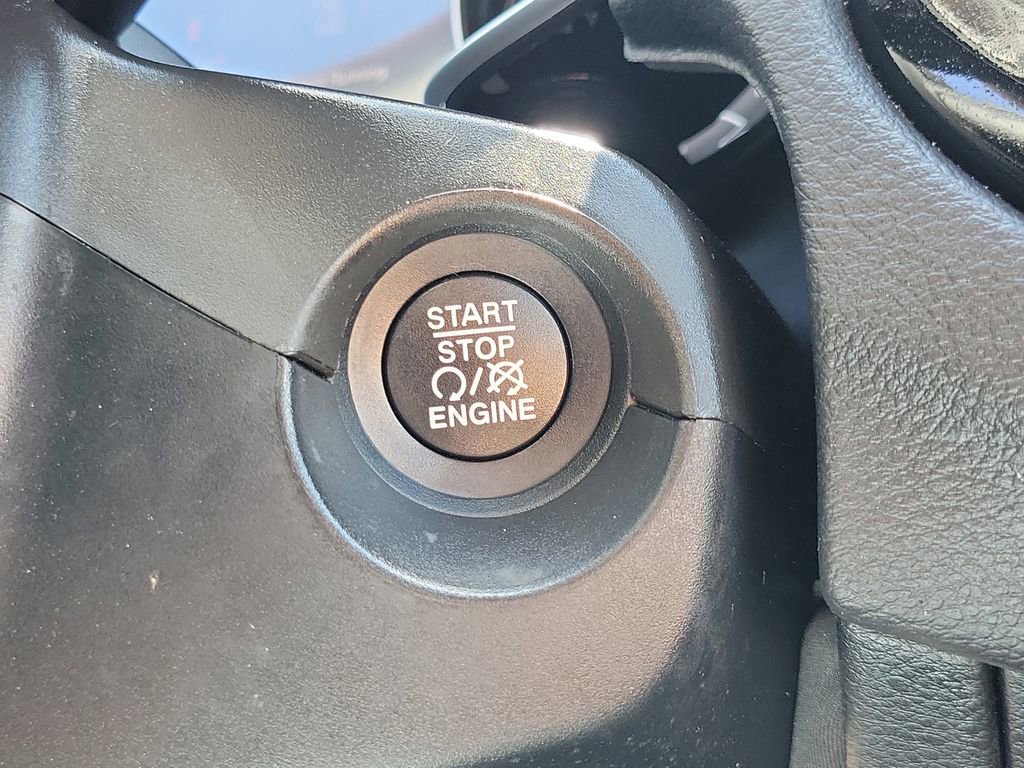 START
STOP
/
ENGINE